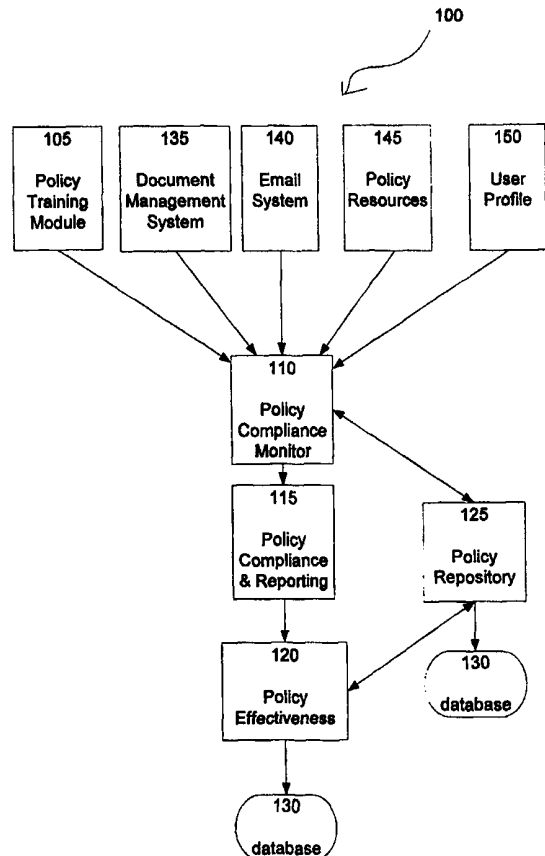 100
105
Policy
Training
Module
135
Document
Management
System
140
Email
System
145
Policy
Resources
150
User
Profile
110
Policy
Compliance
Monitor
115
Policy
Compliance
& Reporting
125
Policy
Repository
120
Policy
Effectiveness
130
database
130
database